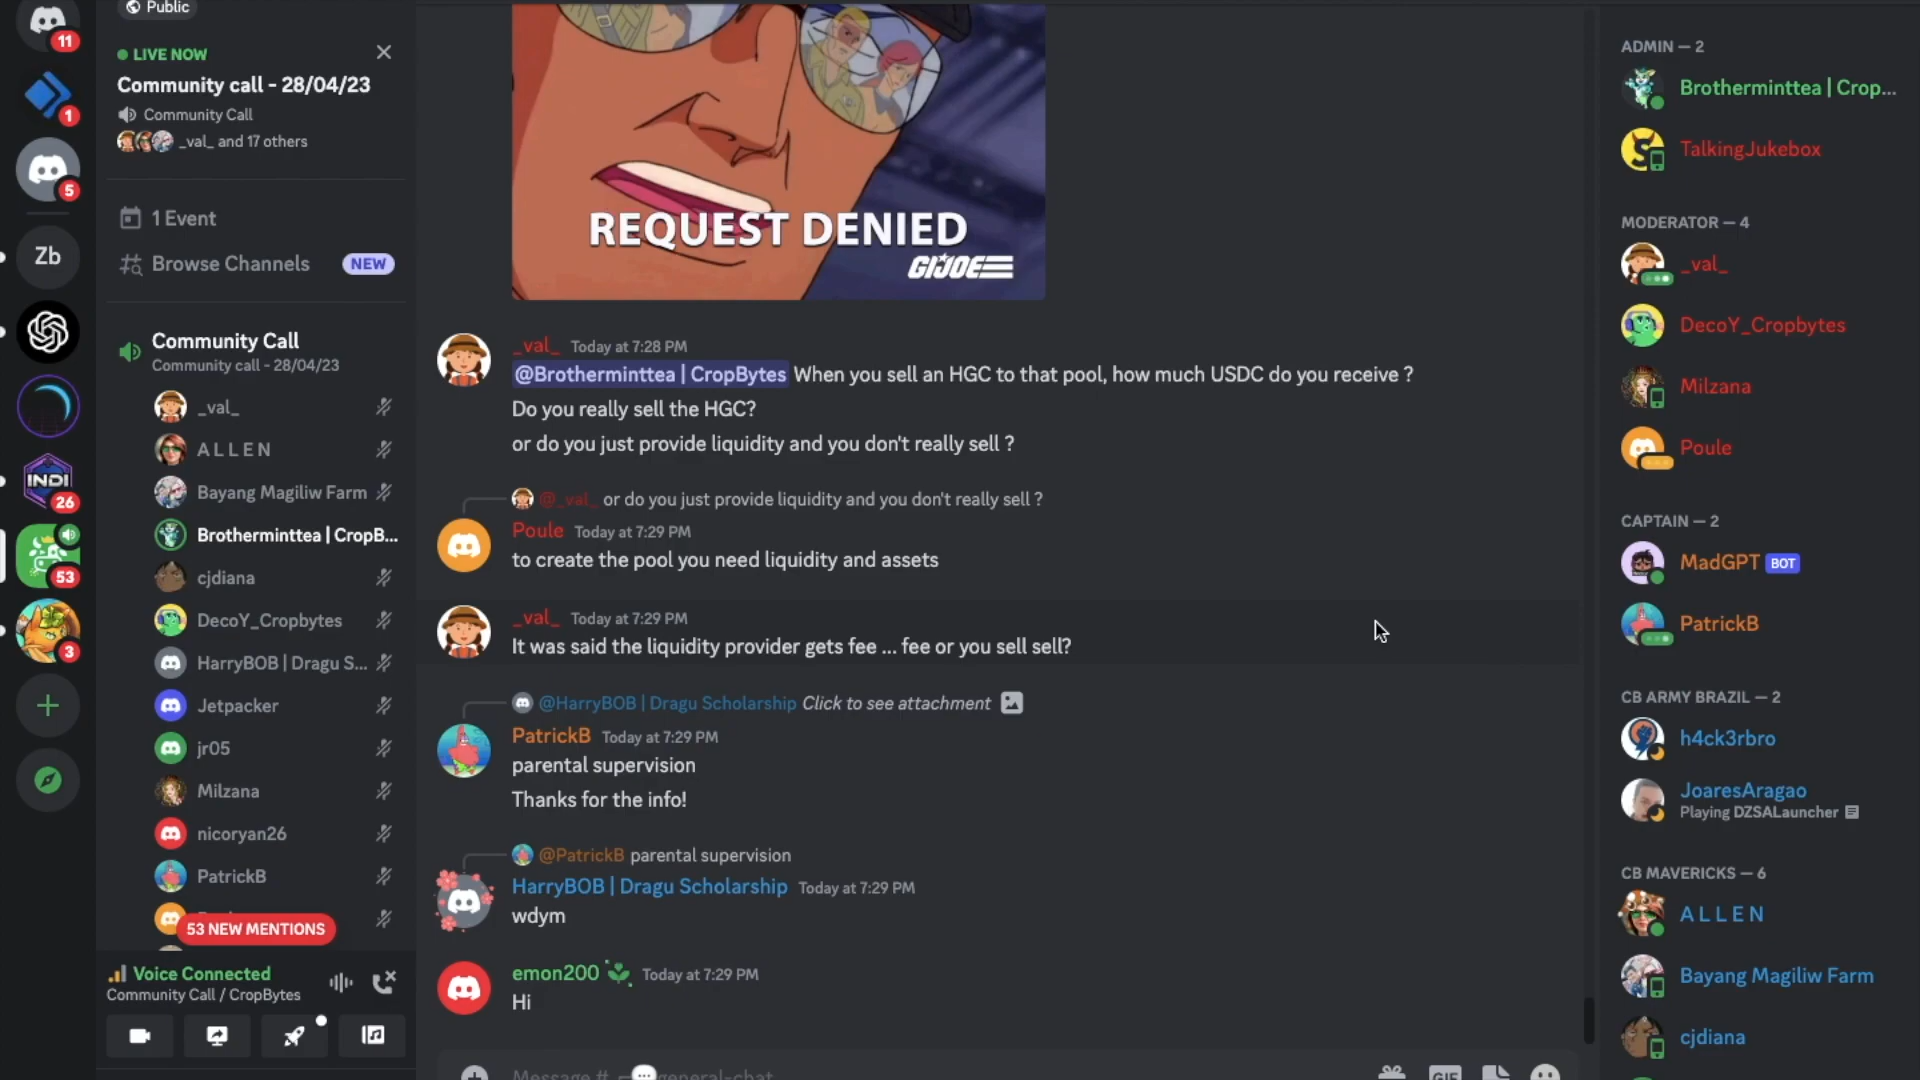 11
1
5
Zb
INDI
26
53
3
Public
LIVE NOW
Community call - 28/04/23
Community Call
_val_ and 17 others
1 Event
Browse Channels NEW
Community Call
Community call - 28/04/23
_val_
A L L E N
Bayang Magiliw Farm
Brotherminttea | CropB...
cjdiana
DecoY_Cropbytes
HarryBOB | Dragu S...
Jetpacker
jr05
Milzana
nicoryan26
PatrickB
53 NEW MENTIONS
Voice Connected
Community Call / CropBytes
REQUEST DENIED
GIJOE
_val_ Today at 7:28 PM
@Brotherminttea | CropBytes When you sell an HGC to that pool, how much USDC do you receive ?
Do you really sell the HGC?
or do you just provide liquidity and you don't really sell ?
@_val_ or do you just provide liquidity and you don't really sell ?
Poule Today at 7:29 PM
to create the pool you need liquidity and assets
_val_ Today at 7:29 PM
It was said the liquidity provider gets fee ... fee or you sell sell?
@HarryBOB | Dragu Scholarship Click to see attachment
PatrickB Today at 7:29 PM
parental supervision
Thanks for the info!
@PatrickB parental supervision
HarryBOB | Dragu Scholarship Today at 7:29 PM
wdym
emon200 Today at 7:29 PM
Hi
Message # general-chat
GIF
ADMIN — 2
Brotherminttea | Crop...
TalkingJukebox
MODERATOR — 4
_val_
DecoY_Cropbytes
Milzana
Poule
CAPTAIN — 2
MadGPT BOT
PatrickB
CB ARMY BRAZIL — 2
h4ck3rbro
JoaresAragao
Playing DZSALauncher
CB MAVERICKS — 6
A L L E N
Bayang Magiliw Farm
cjdiana